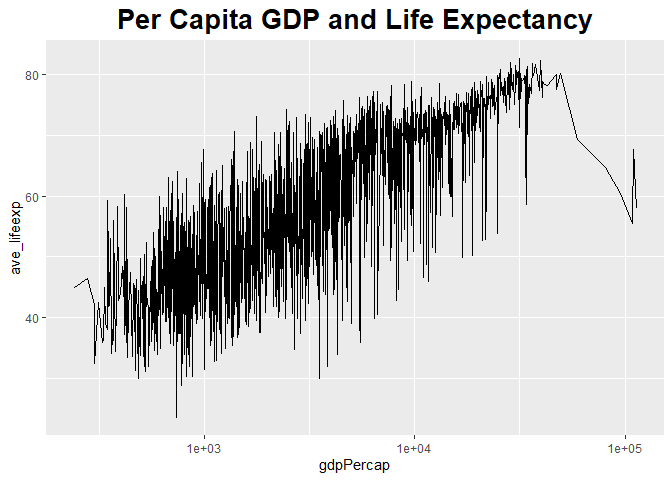 Per Capita GDP and Life Expectancy
80
60
40
ave_lifeexp
1e+03
1e+04
1e+05
gdpPercap